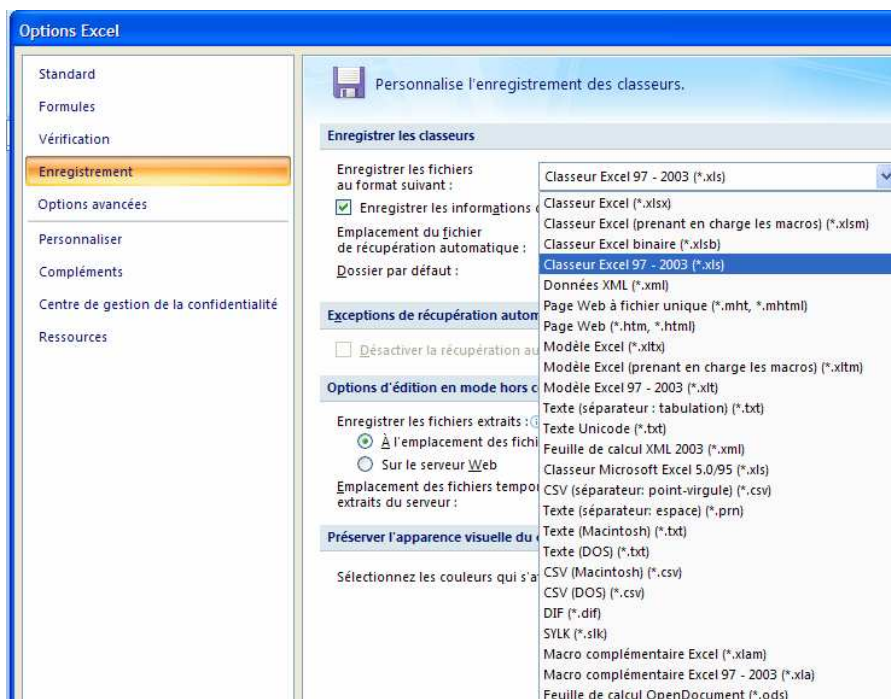 Options Excel
Standard
Formules
Vérification
Enregistrement
Options avancées
Personnaliser
Compléments
Centre de gestion de la confidentialité
Ressources
Personnalise l'enregistrement des classeurs.
Enregistrer les classeurs
Enregistrer les fichiers
au format suivant :
Classeur Excel 97 - 2003 (*.xls)
Enregistrer les informations
Emplacement du fichier
de récupération automatique :
Dossier par défaut :
Exceptions de récupération autom
Désactiver la récupération au
Options d'édition en mode hors c
Enregistrer les fichiers extraits :
À l'emplacement des fichi
Sur le serveur Web
Emplacement des fichiers tempor
extraits du serveur :
Préserver l'apparence visuelle du
Sélectionnez les couleurs qui s'a
Classeur Excel (*.xlsx)
Classeur Excel (prenant en charge les macros) (*.xlsm)
Classeur Excel binaire (*.xlsb)
Classeur Excel 97 - 2003 (*.xls)
Données XML (*.xml)
Page Web à fichier unique (*.mht, *.mhtml)
Page Web (*.htm, *.html)
Modèle Excel (*.xltx)
Modèle Excel (prenant en charge les macros) (*.xltm)
Modèle Excel 97 - 2003 (*.xlt)
Texte (séparateur : tabulation) (*.txt)
Texte Unicode (*.txt)
Feuille de calcul XML 2003 (*.xml)
Classeur Microsoft Excel 5.0/95 (*.xls)
CSV (séparateur: point-virgule) (*.csv)
Texte (séparateur: espace) (*.prn)
Texte (Macintosh) (*.txt)
Texte (DOS) (*.txt)
CSV (Macintosh) (*.csv)
CSV (DOS) (*.csv)
DIF (*.dif)
SYLK (*.slk)
Macro complémentaire Excel (*.xlam)
Macro complémentaire Excel 97 - 2003 (*.xla)
Feuille de calcul OpenDocument (*.ods)